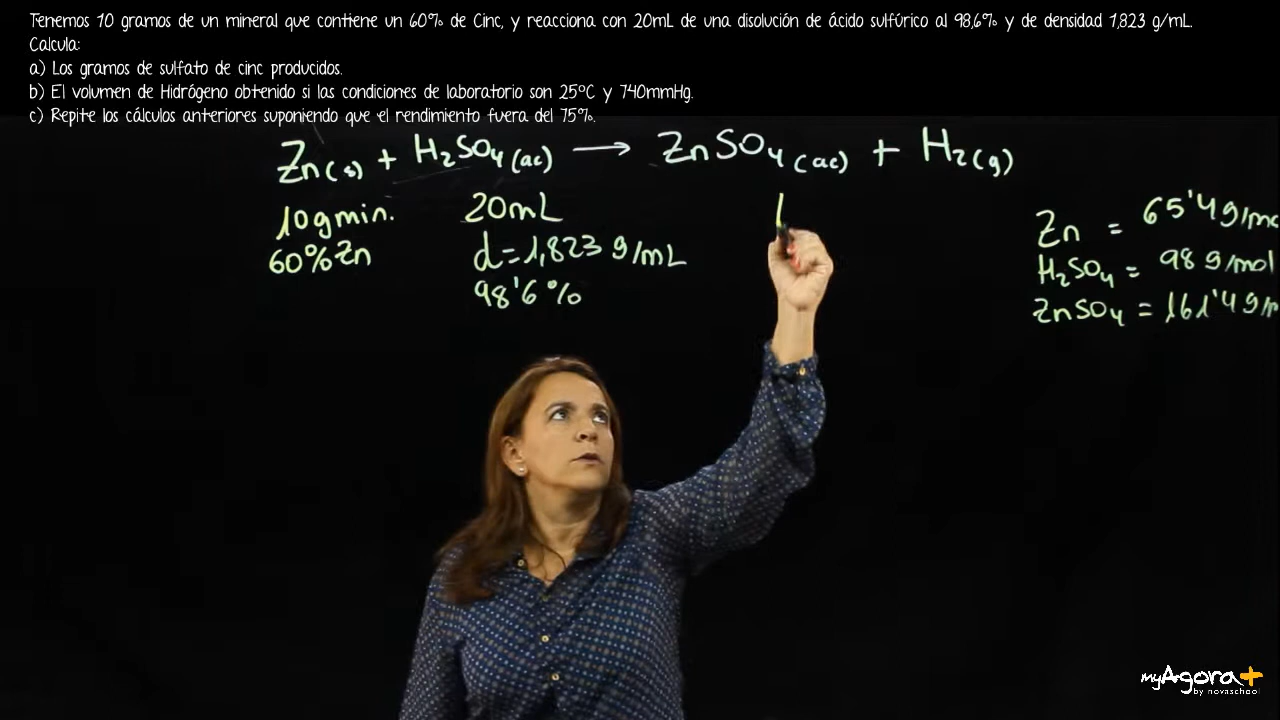 Tenemos 10 gramos de un mineral que contiene un 60% de Cinc, y reacciona con 20mL de una disolución de ácido sulfúrico al 98,6% y de densidad 1,823 g/mL.
Calcula:
a) Los gramos de sulfato de cinc producidos.
b) El volumen de Hidrógeno obtenido si las condiciones de laboratorio son 25ºC y 740mmHg.
c) Repite los cálculos anteriores suponiendo que el rendimiento fuera del 75%.
Zn(s) + H2SO4(ac) → ZnSO4(ac) + H2(g)
10g min. 20mL
60% Zn d=1,823 g/mL
98'6%
Zn = 65'4 g/mo
H2SO4 = 98 g/mol
ZnSO4 = 161'4 g/m
myAgora+
by novaschool